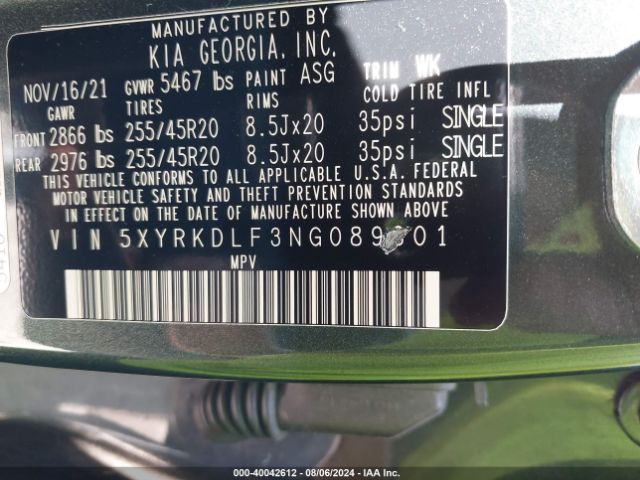 MANUFACTURED BY
KIA GEORGIA, INC.
NOV/16/21 GVWR 5467 lbs PAINT ASG TRIM WK
GAWR TIRES RIMS COLD TIRE INFL
FRONT 2866 lbs 255/45R20 8.5Jx20 35psi SINGLE
REAR 2976 lbs 255/45R20 8.5Jx20 35psi SINGLE
THIS VEHICLE CONFORMS TO ALL APPLICABLE U.S.A. FEDERAL
MOTOR VEHICLE SAFETY AND THEFT PREVENTION STANDARDS
IN EFFECT ON THE DATE OF MANUFACTURE SHOWN ABOVE
VIN
MPV
000-40042612 - 08/06/2024 - IAA Inc.